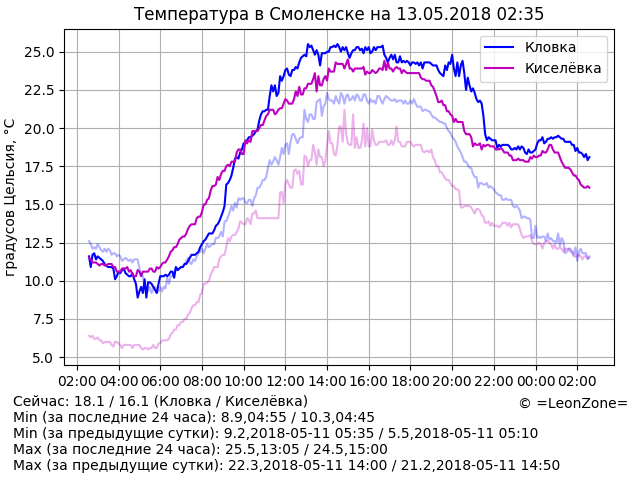 Температура в Смоленске на 13.05.2018 02:35
градусов Цельсия, °C
25.0
22.5
20.0
17.5
15.0
12.5
10.0
7.5
5.0
Кловка
Киселёвка
02:00 04:00 06:00 08:00 10:00 12:00 14:00 16:00 18:00 20:00 22:00 00:00 02:00
Сейчас: 18.1 / 16.1 (Кловка / Киселёвка)
© =LeonZone=
Min (за последние 24 часа): 8.9,04:55 / 10.3,04:45
Min (за предыдущие сутки): 9.2,2018-05-11 05:35 / 5.5,2018-05-11 05:10
Max (за последние 24 часа): 25.5,13:05 / 24.5,15:00
Max (за предыдущие сутки): 22.3,2018-05-11 14:00 / 21.2,2018-05-11 14:50